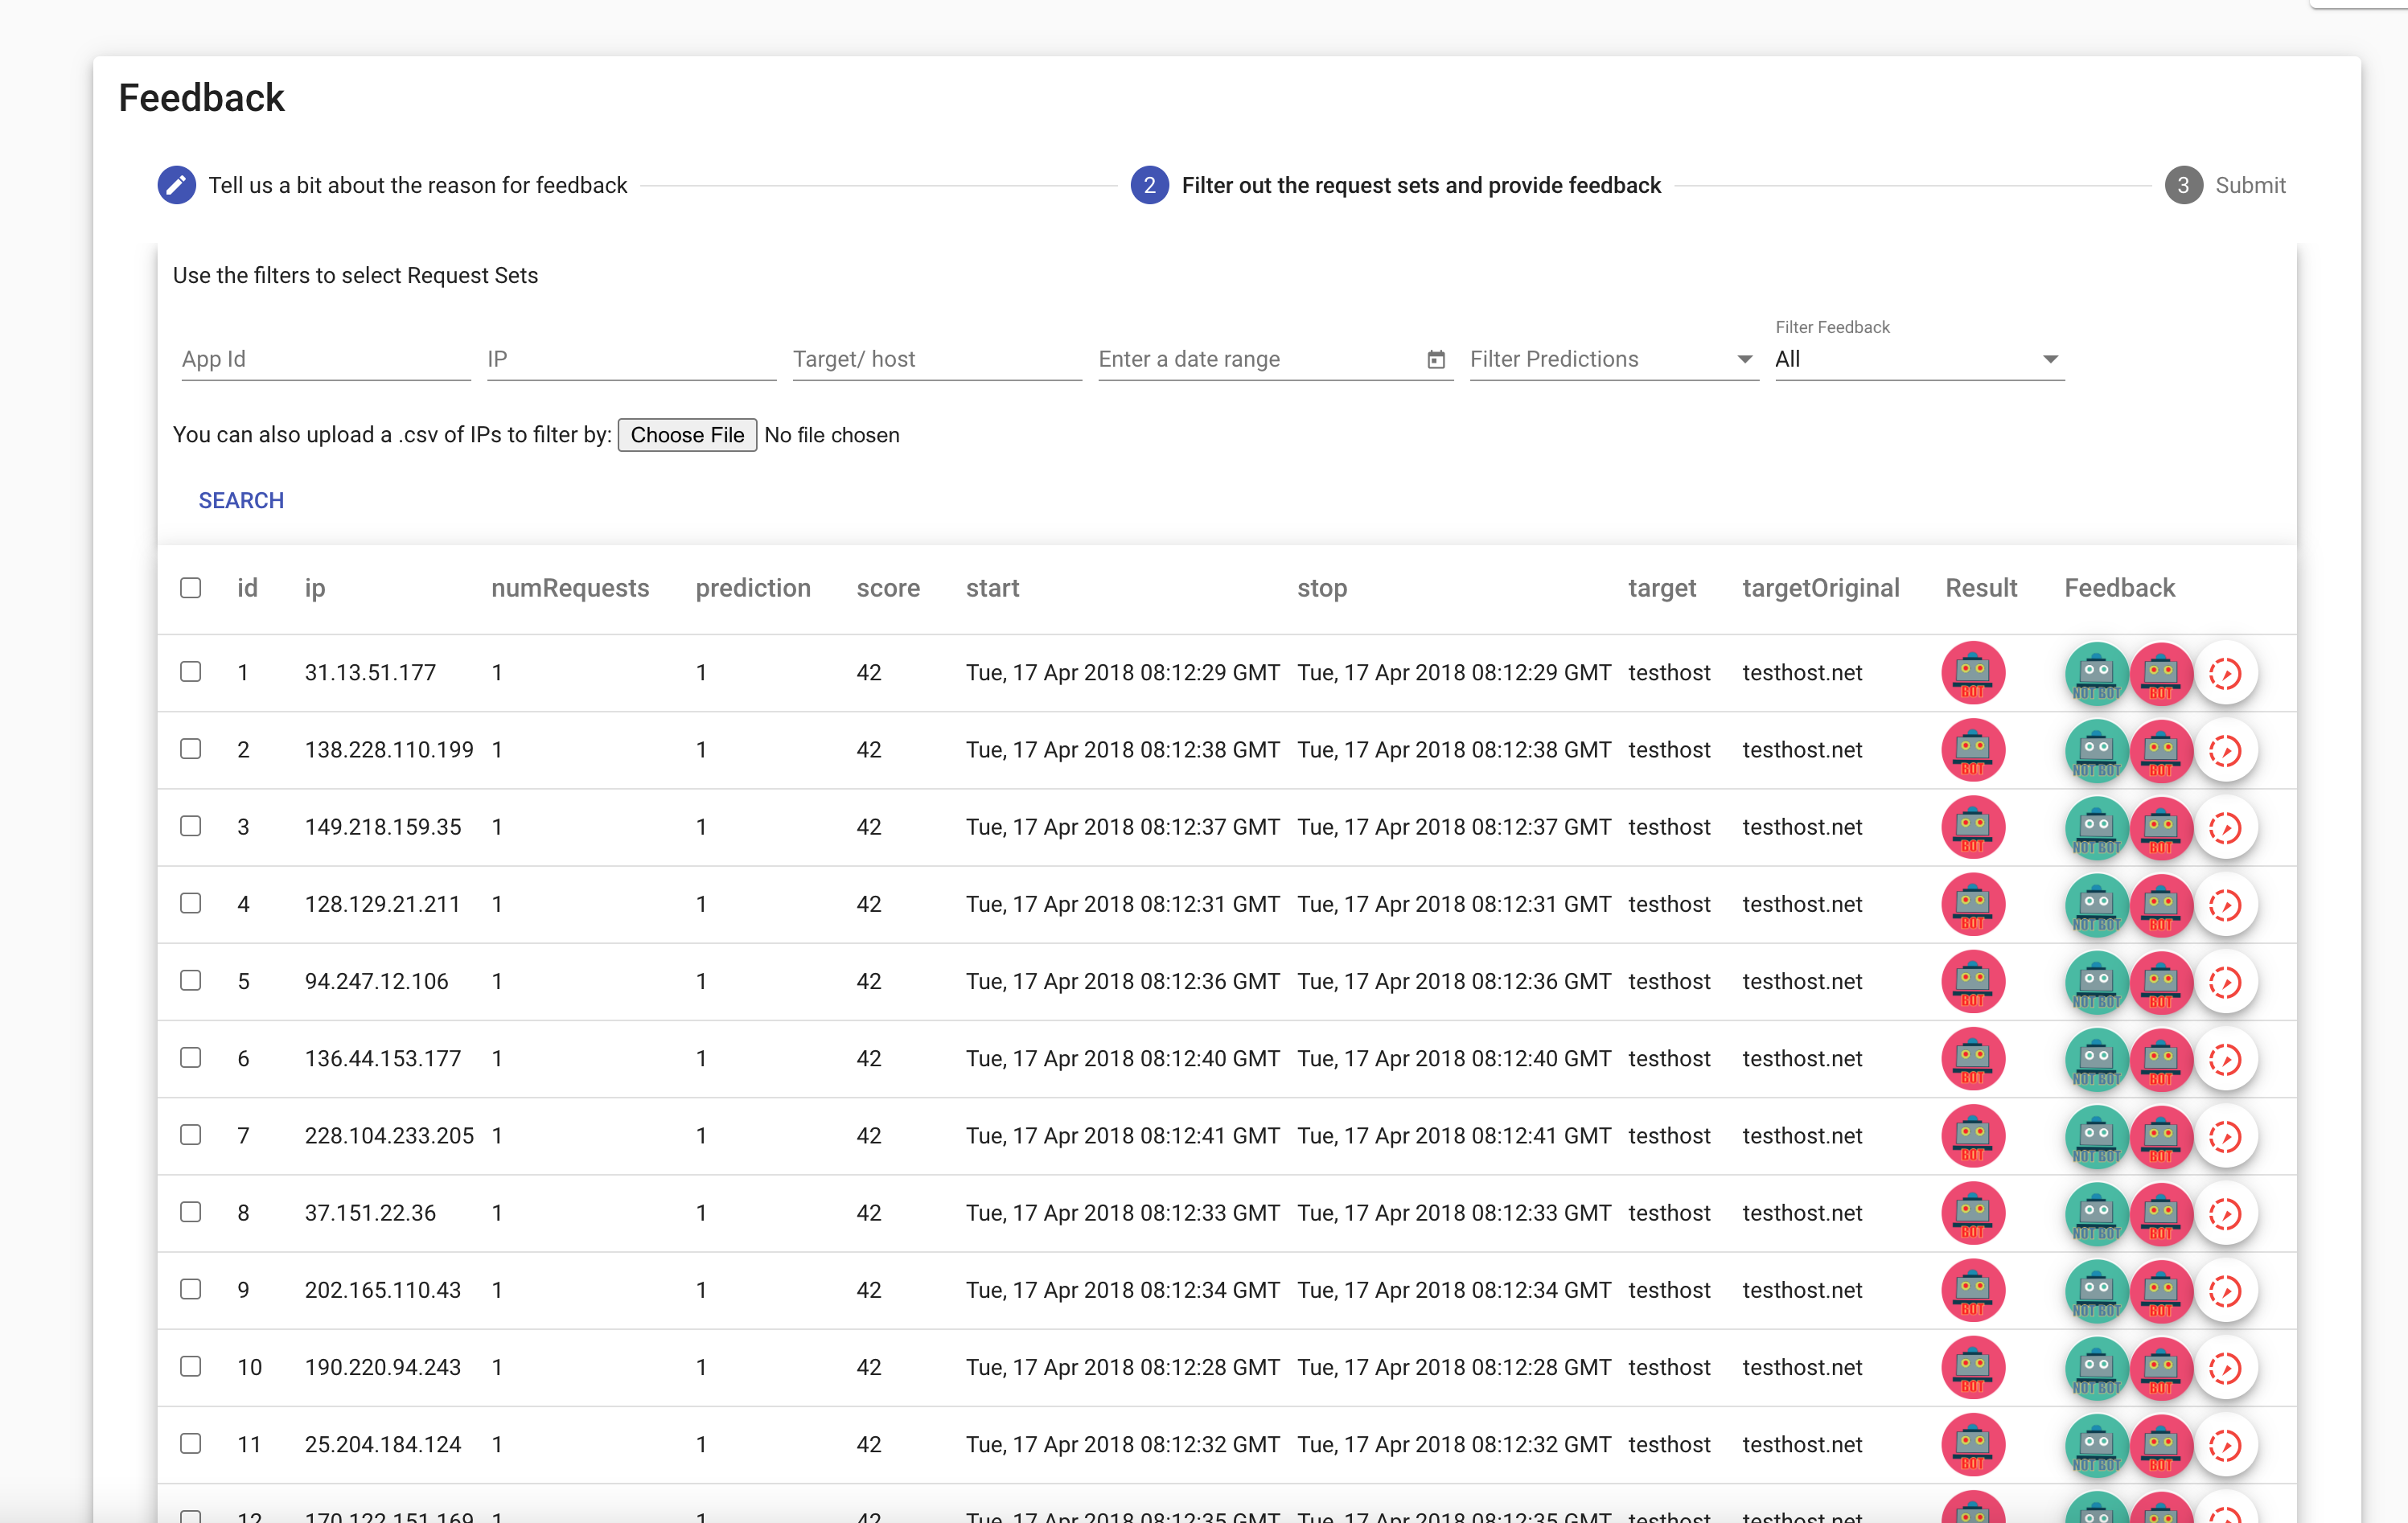 Feedback
Tell us a bit about the reason for feedback 2 Filter out the request sets and provide feedback 3 Submit
Use the filters to select Request Sets
Filter Feedback
App Id IP Target/ host Enter a date range Filter Predictions All
You can also upload a .csv of IPs to filter by: Choose File No file chosen
SEARCH
id ip numRequests prediction score start stop target targetOriginal Result Feedback
1 31.13.51.177 1 1 42 Tue, 17 Apr 2018 08:12:29 GMT Tue, 17 Apr 2018 08:12:29 GMT testhost testhost.net BOT NOT BOT BOT
2 138.228.110.199 1 1 42 Tue, 17 Apr 2018 08:12:38 GMT Tue, 17 Apr 2018 08:12:38 GMT testhost testhost.net BOT NOT BOT BOT
3 149.218.159.35 1 1 42 Tue, 17 Apr 2018 08:12:37 GMT Tue, 17 Apr 2018 08:12:37 GMT testhost testhost.net BOT NOT BOT BOT
4 128.129.21.211 1 1 42 Tue, 17 Apr 2018 08:12:31 GMT Tue, 17 Apr 2018 08:12:31 GMT testhost testhost.net BOT NOT BOT BOT
5 94.247.12.106 1 1 42 Tue, 17 Apr 2018 08:12:36 GMT Tue, 17 Apr 2018 08:12:36 GMT testhost testhost.net BOT NOT BOT BOT
6 136.44.153.177 1 1 42 Tue, 17 Apr 2018 08:12:40 GMT Tue, 17 Apr 2018 08:12:40 GMT testhost testhost.net BOT NOT BOT BOT
7 228.104.233.205 1 1 42 Tue, 17 Apr 2018 08:12:41 GMT Tue, 17 Apr 2018 08:12:41 GMT testhost testhost.net BOT NOT BOT BOT
8 37.151.22.36 1 1 42 Tue, 17 Apr 2018 08:12:33 GMT Tue, 17 Apr 2018 08:12:33 GMT testhost testhost.net BOT NOT BOT BOT
9 202.165.110.43 1 1 42 Tue, 17 Apr 2018 08:12:34 GMT Tue, 17 Apr 2018 08:12:34 GMT testhost testhost.net BOT NOT BOT BOT
10 190.220.94.243 1 1 42 Tue, 17 Apr 2018 08:12:28 GMT Tue, 17 Apr 2018 08:12:28 GMT testhost testhost.net BOT NOT BOT BOT
11 25.204.184.124 1 1 42 Tue, 17 Apr 2018 08:12:32 GMT Tue, 17 Apr 2018 08:12:32 GMT testhost testhost.net BOT NOT BOT BOT
12 170.122.151.169 1 1 42 Tue, 17 Apr 2018 08:12:35 GMT Tue, 17 Apr 2018 08:12:35 GMT testhost testhost.net